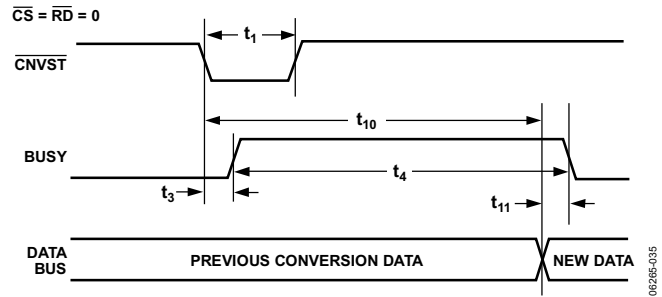 CS = RD = 0
t1
CNVST
t10
BUSY
t4
t3
t11
DATA
BUS
PREVIOUS CONVERSION DATA
NEW DATA
06265-035